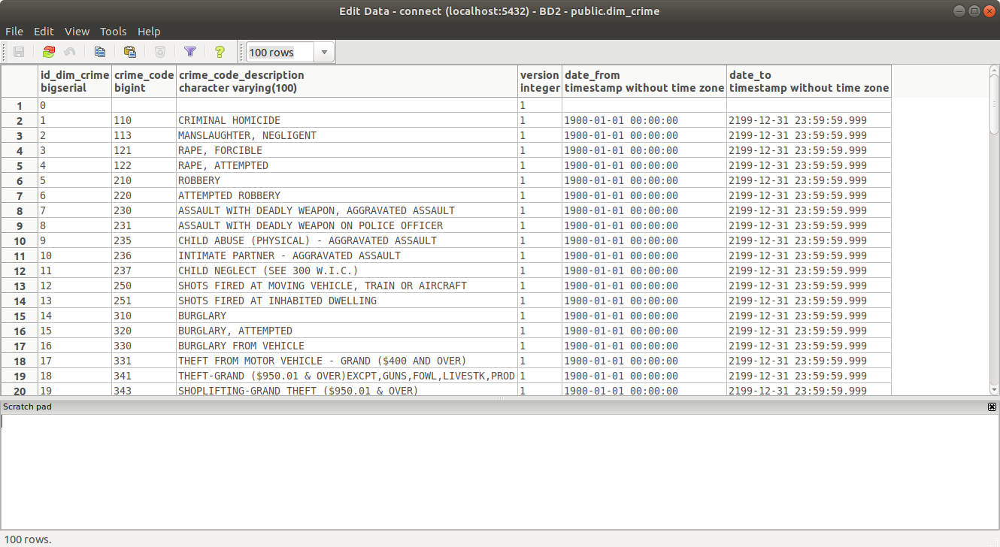 Edit Data - connect (localhost:5432) - BD2 - public.dim_crime
File Edit View Tools Help
100 rows
id_dim_crime crime_code crime_code_description version date_from date_to
bigserial bigint character varying(100) integer timestamp without time zone timestamp without time zone
1 0 1
2 1 110 CRIMINAL HOMICIDE 1 1900-01-01 00:00:00 2199-12-31 23:59:59.999
3 2 113 MANSLAUGHTER, NEGLIGENT 1 1900-01-01 00:00:00 2199-12-31 23:59:59.999
4 3 121 RAPE, FORCIBLE 1 1900-01-01 00:00:00 2199-12-31 23:59:59.999
5 4 122 RAPE, ATTEMPTED 1 1900-01-01 00:00:00 2199-12-31 23:59:59.999
6 5 210 ROBBERY 1 1900-01-01 00:00:00 2199-12-31 23:59:59.999
7 6 220 ATTEMPTED ROBBERY 1 1900-01-01 00:00:00 2199-12-31 23:59:59.999
8 7 230 ASSAULT WITH DEADLY WEAPON, AGGRAVATED ASSAULT 1 1900-01-01 00:00:00 2199-12-31 23:59:59.999
9 8 231 ASSAULT WITH DEADLY WEAPON ON POLICE OFFICER 1 1900-01-01 00:00:00 2199-12-31 23:59:59.999
10 9 235 CHILD ABUSE (PHYSICAL) - AGGRAVATED ASSAULT 1 1900-01-01 00:00:00 2199-12-31 23:59:59.999
11 10 236 INTIMATE PARTNER - AGGRAVATED ASSAULT 1 1900-01-01 00:00:00 2199-12-31 23:59:59.999
12 11 237 CHILD NEGLECT (SEE 300 W.I.C.) 1 1900-01-01 00:00:00 2199-12-31 23:59:59.999
13 12 250 SHOTS FIRED AT MOVING VEHICLE, TRAIN OR AIRCRAFT 1 1900-01-01 00:00:00 2199-12-31 23:59:59.999
14 13 251 SHOTS FIRED AT INHABITED DWELLING 1 1900-01-01 00:00:00 2199-12-31 23:59:59.999
15 14 310 BURGLARY 1 1900-01-01 00:00:00 2199-12-31 23:59:59.999
16 15 320 BURGLARY, ATTEMPTED 1 1900-01-01 00:00:00 2199-12-31 23:59:59.999
17 16 330 BURGLARY FROM VEHICLE 1 1900-01-01 00:00:00 2199-12-31 23:59:59.999
18 17 331 THEFT FROM MOTOR VEHICLE - GRAND ($400 AND OVER) 1 1900-01-01 00:00:00 2199-12-31 23:59:59.999
19 18 341 THEFT-GRAND ($950.01 & OVER)EXCPT,GUNS,FOWL,LIVESTK,PROD 1 1900-01-01 00:00:00 2199-12-31 23:59:59.999
20 19 343 SHOPLIFTING-GRAND THEFT ($950.01 & OVER) 1 1900-01-01 00:00:00 2199-12-31 23:59:59.999
Scratch pad
100 rows.